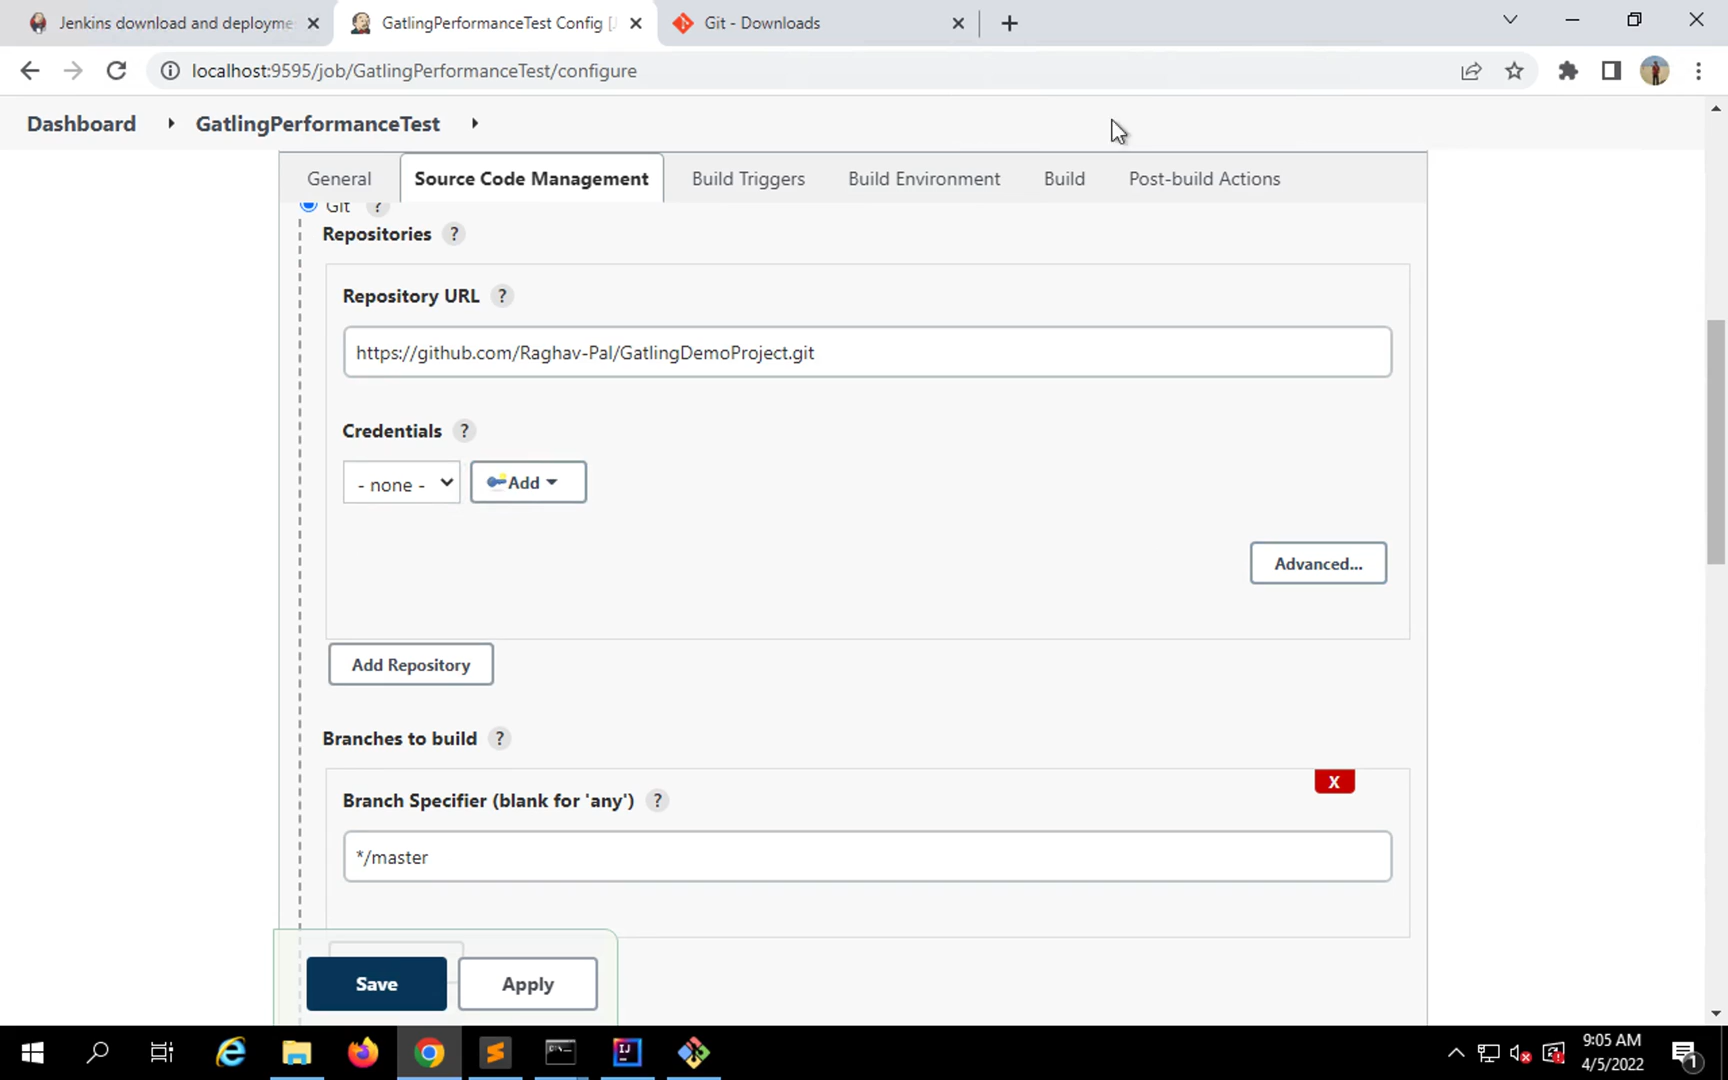 Jenkins download and deployme
GatlingPerformanceTest Config [J
Git - Downloads
localhost:9595/job/GatlingPerformanceTest/configure
Dashboard
GatlingPerformanceTest
General
Source Code Management
Build Triggers
Build Environment
Build
Post-build Actions
Git ?
Repositories ?
Repository URL ?
https://github.com/Raghav-Pal/GatlingDemoProject.git
Credentials ?
- none -
Add
Advanced...
Add Repository
Branches to build ?
X
Branch Specifier (blank for 'any') ?
*/master
Save
Apply
9:05 AM
4/5/2022
1